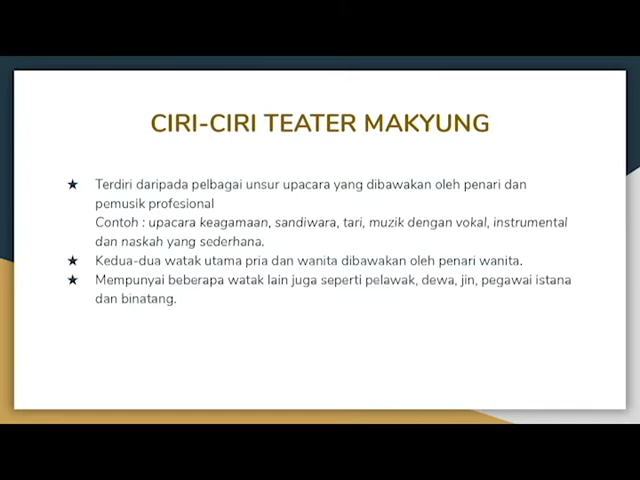 CIRI-CIRI TEATER MAKYUNG
★ Terdiri daripada pelbagai unsur upacara yang dibawakan oleh penari dan
pemusik profesional
Contoh : upacara keagamaan, sandiwara, tari, muzik dengan vokal, instrumental
dan naskah yang sederhana.
★ Kedua-dua watak utama pria dan wanita dibawakan oleh penari wanita.
★ Mempunyai beberapa watak lain juga seperti pelawak, dewa, jin, pegawai istana
dan binatang.